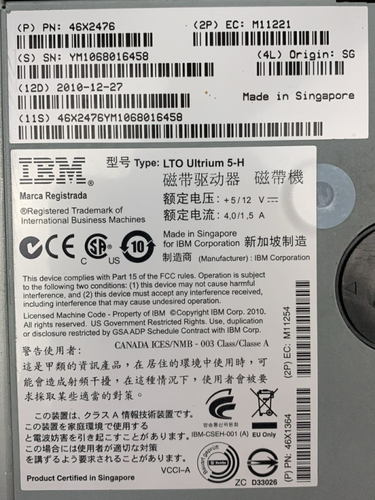 (P) PN: 46X2476
(2P) EC: M11221
(S) SN: YM1068016458
(4L) Origin: SG
(12D) 2010-12-27
Made in Singapore
(11S) 46X2476YM1068016458
IBM®
型号 Type: LTO Ultrium 5-H
磁带驱动器 磁帶機
Marca Registrada
®Registered Trademark of
International Business Machines
额定电压: +5/12 V
额定电流: 4,0/1,5 A
Made in Singapore
for IBM Corporation 新加坡制造
制造商 (Manufacturer) : IBM Corporation
C US
10
This device complies with Part 15 of the FCC rules. Operation is subject
to the following two conditions: (1) this device may not cause harmful
interference, and (2) this device must accept any interference received,
including interference that may cause undesired operation.
Licensed Machine Code - Property of IBM ©Copyright IBM Corp. 2010.
All rights reserved. US Government Restricted Rights. Use, duplication
or disclosure restricted by GSA ADP Schedule Contract with IBM Corp.
CANADA ICES/NMB - 003 Class/Classe A
警告使用者:
這是甲類的資訊產品，在居住的環境中使用時，可
能會造成射頻干擾，在這種情況下，使用者會被要
求採取某些適當的對策。
この装置は、クラス A 情報技術装置です。
この装置を家庭環境で使用する
と電波妨害を引き起こすことがあります。
この場合には使用者が適切な対策
を講ずるよう要求されることがあります。
VCCI-A
IBM-CSEH-001 (A)
EU Only
ZC
D33026
Product Certified in Singapore
(P) PN: 46X1364
(2P) EC: M11254